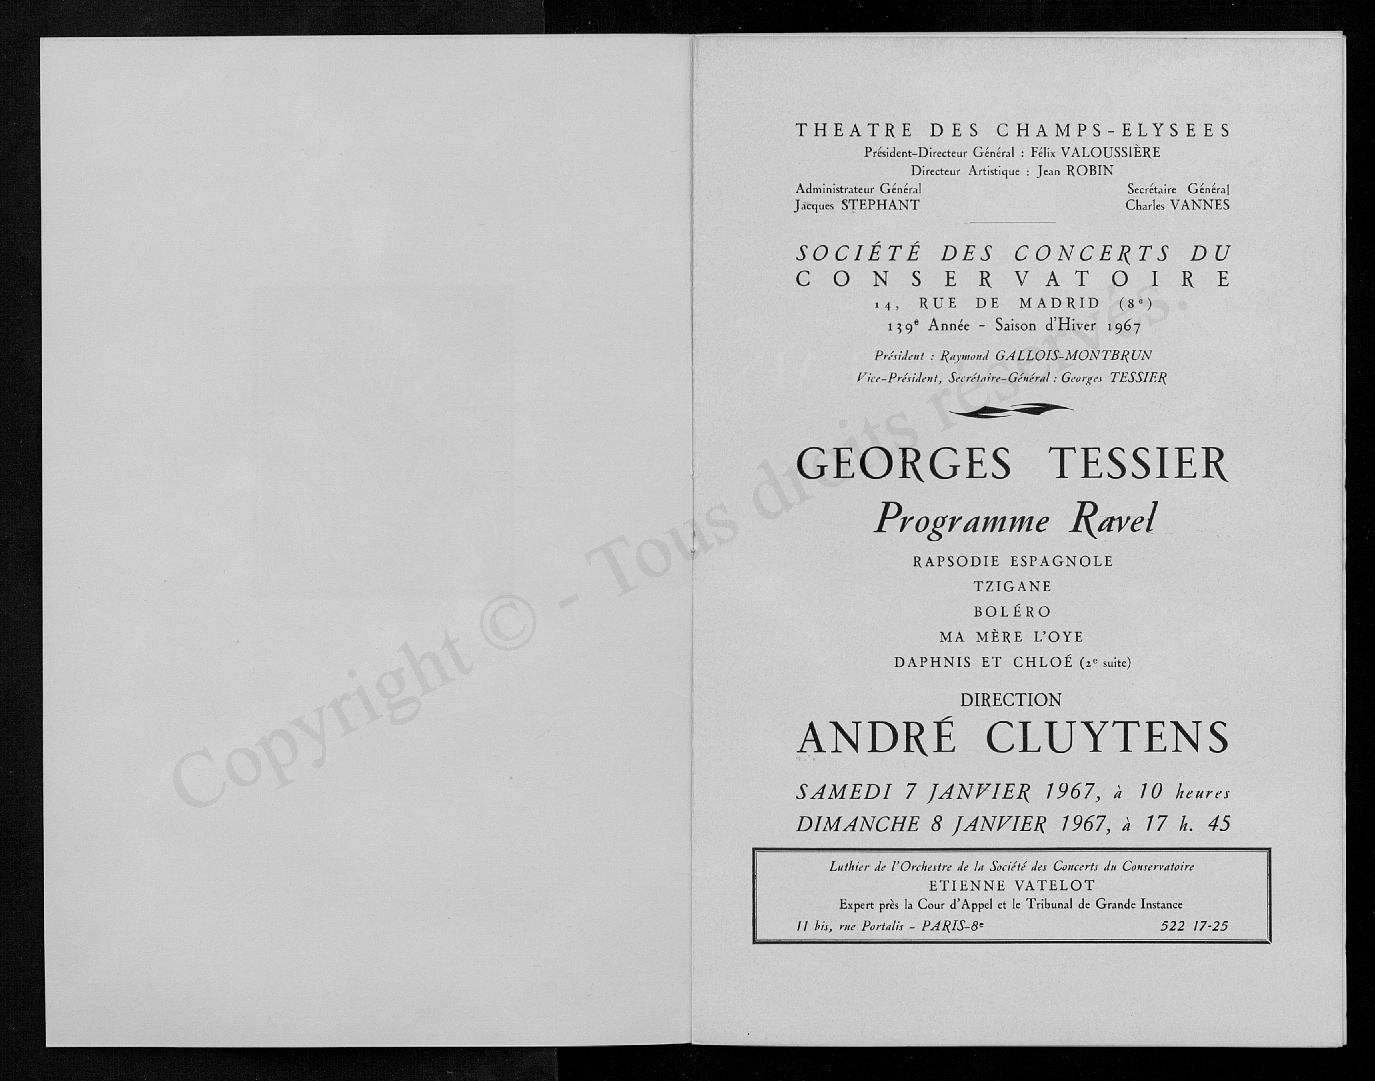 THEATRE DES CHAMPS-ELYSEES
Président-Directeur Général : Félix VALOUSSIÈRE
Directeur Artistique : Jean ROBIN
Administrateur Général Secrétaire Général
Jacques STEPHANT Charles VANNES
SOCIÉTÉ DES CONCERTS DU
CONSERVATOIRE
14, RUE DE MADRID (8e)
139e Année - Saison d'Hiver 1967
Président : Raymond GALLOIS-MONTBRUN
Vice-Président, Secrétaire-Général : Georges TESSIER
GEORGES TESSIER
Programme Ravel
RAPSODIE ESPAGNOLE
TZIGANE
BOLÉRO
MA MÈRE L'OYE
DAPHNIS ET CHLOÉ (2e suite)
DIRECTION
ANDRÉ CLUYTENS
SAMEDI 7 JANVIER 1967, à 10 heures
DIMANCHE 8 JANVIER 1967, à 17 h. 45
Luthier de l'Orchestre de la Société des Concerts du Conservatoire
ETIENNE VATELOT
Expert près la Cour d'Appel et le Tribunal de Grande Instance
11 bis, rue Portalis - PARIS-8e 522 17-25
Copyright © - Tous droits réservés.